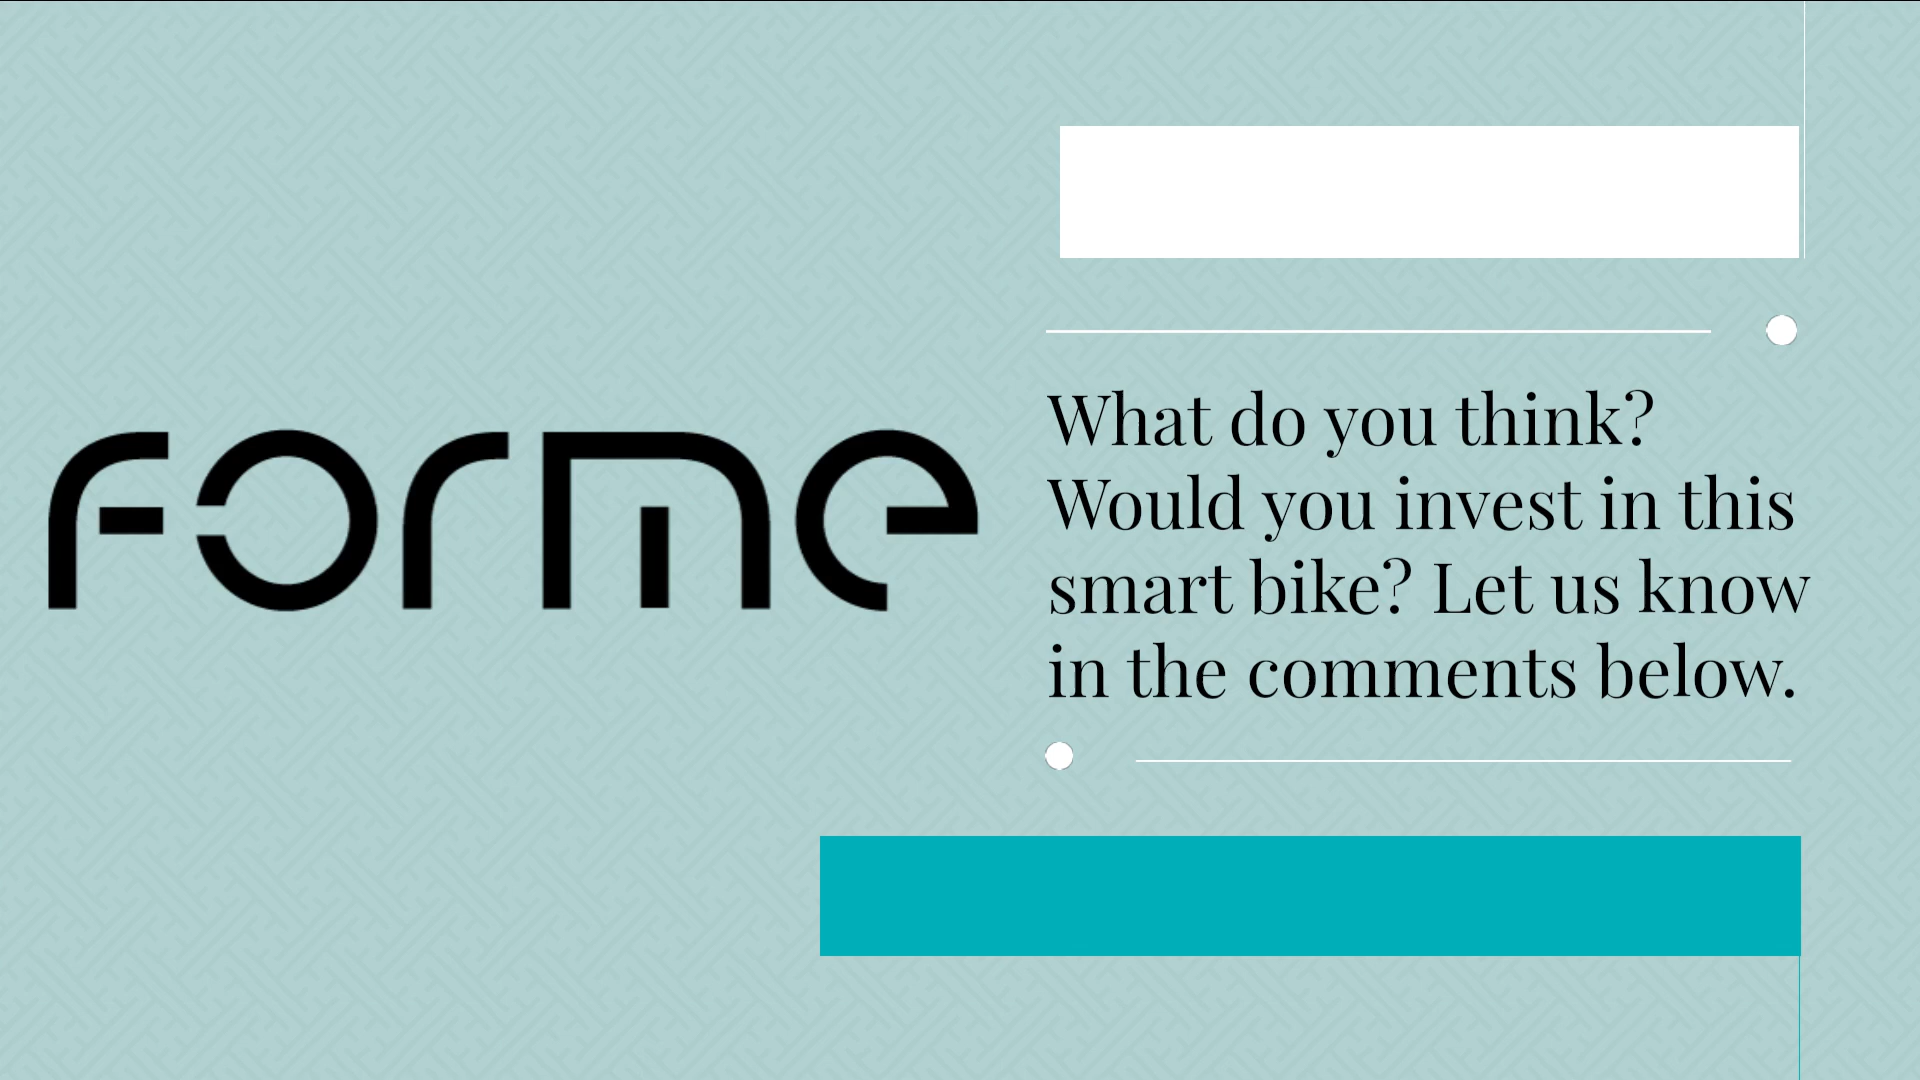 Forme
What do you think?
Would you invest in this
smart bike? Let us know
in the comments below.